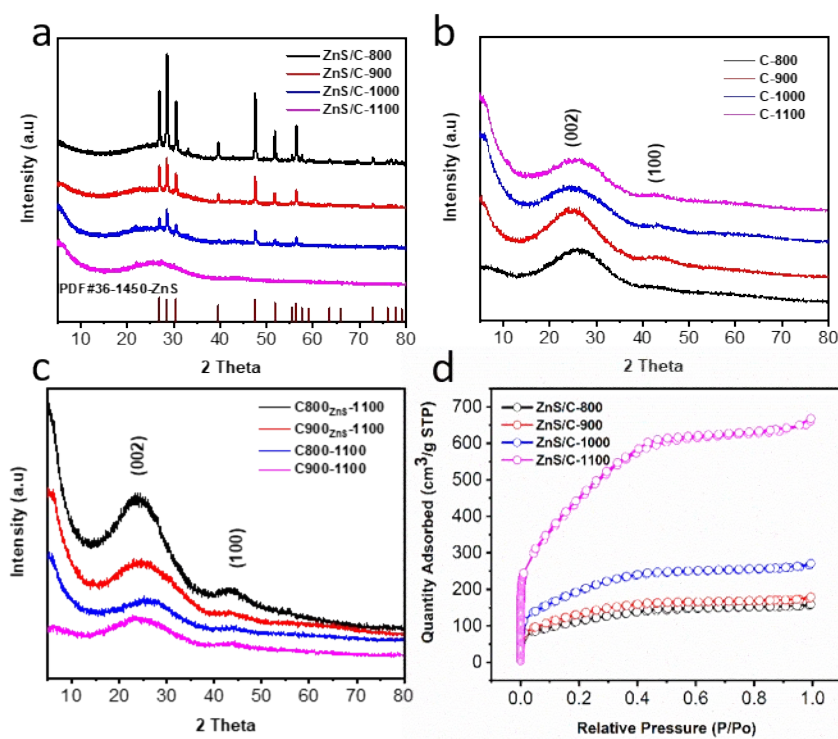 a
ZnS/C-800
ZnS/C-900
ZnS/C-1000
ZnS/C-1100
Intensity (a.u)
PDF#36-1450-ZnS
10 20 30 40 50 60 70 80
2 Theta
b
C-800
C-900
C-1000
C-1100
(002)
(100)
Intensity (a.u)
10 20 30 40 50 60 70 80
2 Theta
c
C800ZnS-1100
C900ZnS-1100
C800-1100
C900-1100
(002)
(100)
Intensity (a.u)
10 20 30 40 50 60 70 80
2 Theta
d
ZnS/C-800
ZnS/C-900
ZnS/C-1000
ZnS/C-1100
Quantity Adsorbed (cm³/g STP)
700
600
500
400
300
200
100
0
0.0 0.2 0.4 0.6 0.8 1.0
Relative Pressure (P/Po)